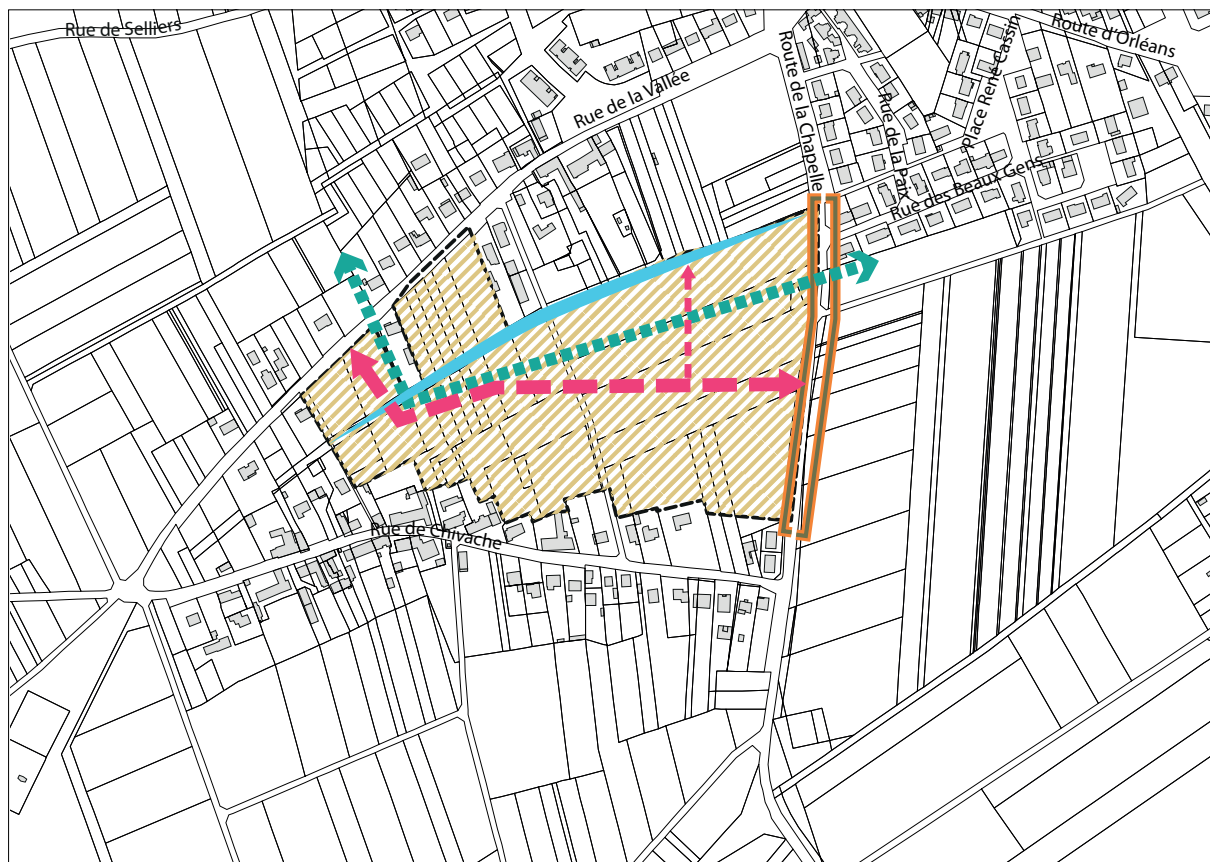 Rue de Selliers
Route d'Orléans
Route de la Chapelle
Place René Cassin
Rue de la Vallée
Rue de la Paix
Rue des Beaux Gens
Rue de Chivache